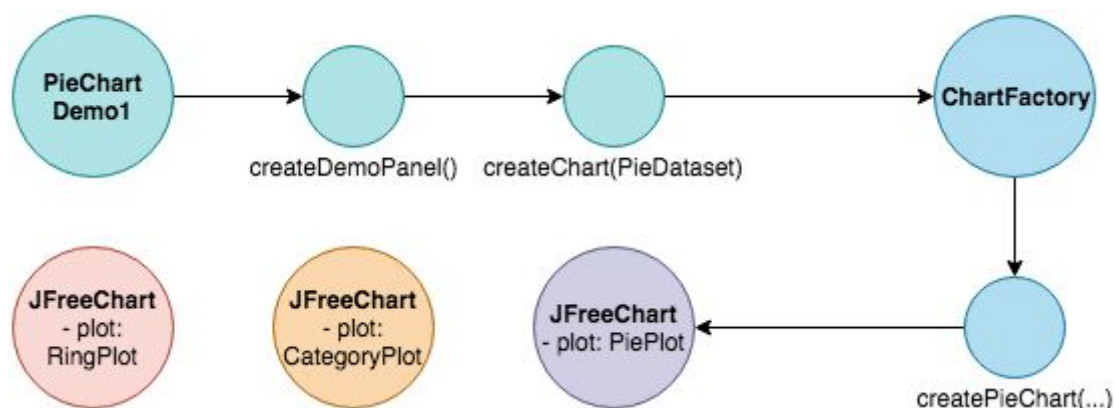 PieChart
Demo1
createDemoPanel()
createChart(PieDataset)
ChartFactory
JFreeChart
- plot:
RingPlot
JFreeChart
- plot:
CategoryPlot
JFreeChart
- plot: PiePlot
createPieChart(...)